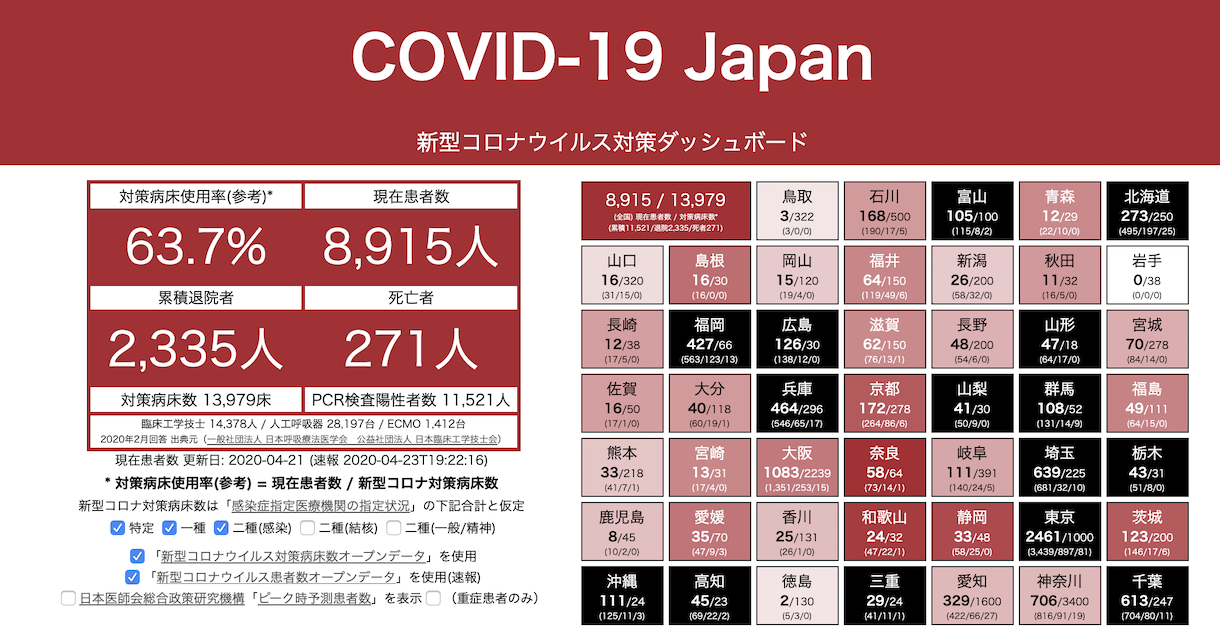 COVID-19 Japan
新型コロナウイルス対策ダッシュボード
対策病床使用率(参考)*
現在患者数
63.7%
8,915人
累積退院者
死亡者
2,335人
271人
対策病床数 13,979床
PCR検査陽性者数 11,521人
臨床工学技士 14,378人 / 人工呼吸器 28,197台 / ECMO 1,412台
2020年2月回答 出典元（一般社団法人 日本呼吸療法医学会　公益社団法人 日本臨床工学技士会）
現在患者数 更新日: 2020-04-21 (速報 2020-04-23T19:22:16)
* 対策病床使用率(参考) = 現在患者数 / 新型コロナ対策病床数
新型コロナ対策病床数は「感染症指定医療機関の指定状況」の下記合計と仮定
特定 一種 二種(感染) 二種(結核) 二種(一般/精神)
「新型コロナウイルス対策病床数オープンデータ」を使用
「新型コロナウイルス患者数オープンデータ」を使用(速報)
日本医師会総合政策研究機構「ピーク時予測患者数」を表示 （重症患者のみ）
8,915 / 13,979
(全国) 現在患者数 / 対策病床数*
(累積11,521/退院2,335/死者271)
鳥取
3/322
(3/0/0)
石川
168/500
(190/17/5)
富山
105/100
(115/8/2)
青森
12/29
(22/10/0)
北海道
273/250
(495/197/25)
山口
16/320
(31/15/0)
島根
16/30
(16/0/0)
岡山
15/120
(19/4/0)
福井
64/150
(119/49/6)
新潟
26/200
(58/32/0)
秋田
11/32
(16/5/0)
岩手
0/38
(0/0/0)
長崎
12/38
(17/5/0)
福岡
427/66
(563/123/13)
広島
126/30
(138/12/0)
滋賀
62/150
(76/13/1)
長野
48/200
(54/6/0)
山形
47/18
(64/17/0)
宮城
70/278
(84/14/0)
佐賀
16/50
(17/1/0)
大分
40/118
(60/19/1)
兵庫
464/296
(546/65/17)
京都
172/278
(264/86/6)
山梨
41/30
(50/9/0)
群馬
108/52
(131/14/9)
福島
49/111
(64/15/0)
熊本
33/218
(41/7/1)
宮崎
13/31
(17/4/0)
大阪
1083/2239
(1,351/253/15)
奈良
58/64
(73/14/1)
岐阜
111/391
(140/24/5)
埼玉
639/225
(681/32/10)
栃木
43/31
(51/8/0)
鹿児島
8/45
(10/2/0)
愛媛
35/70
(47/9/3)
香川
25/131
(26/1/0)
和歌山
24/32
(47/22/1)
静岡
33/48
(58/25/0)
東京
2461/1000
(3,439/897/81)
茨城
123/200
(146/17/6)
沖縄
111/24
(125/11/3)
高知
45/23
(69/22/2)
徳島
2/130
(5/3/0)
三重
29/24
(41/11/1)
愛知
329/1600
(422/66/27)
神奈川
706/3400
(816/91/19)
千葉
613/247
(704/80/11)